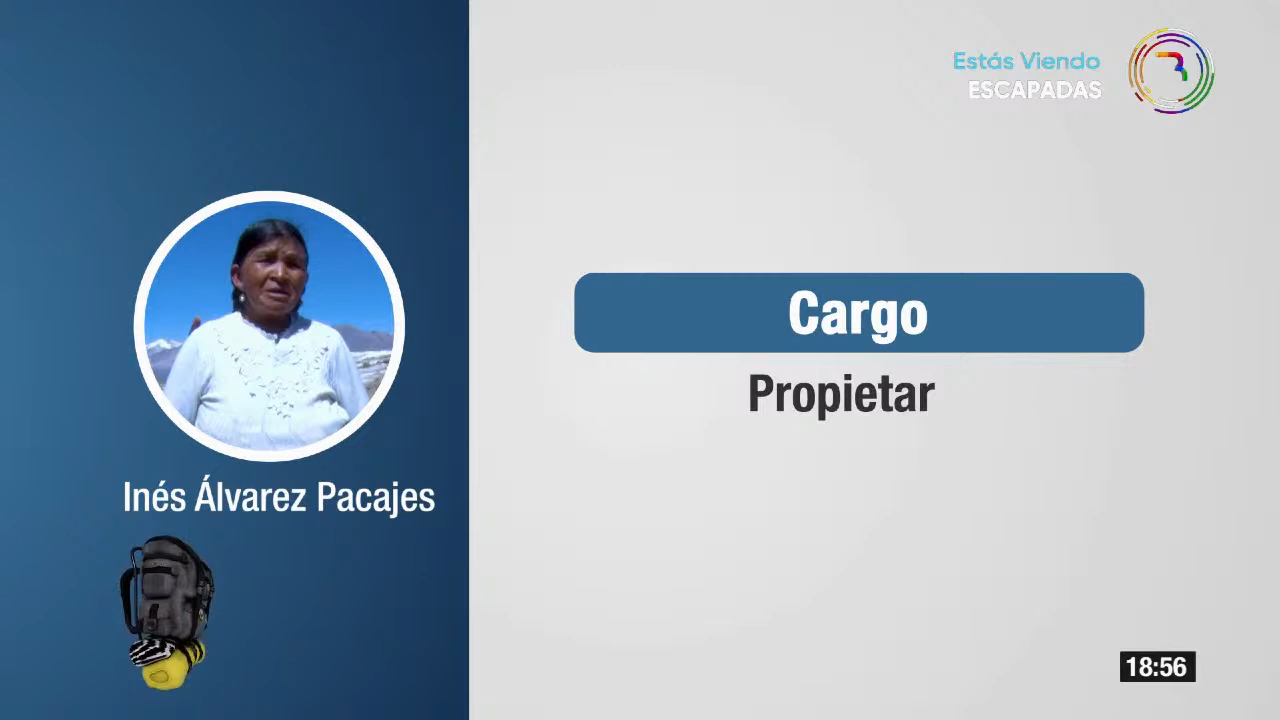 Estás Viendo
ESCAPADAS
Cargo
Propietar
Inés Álvarez Pacajes
18:56